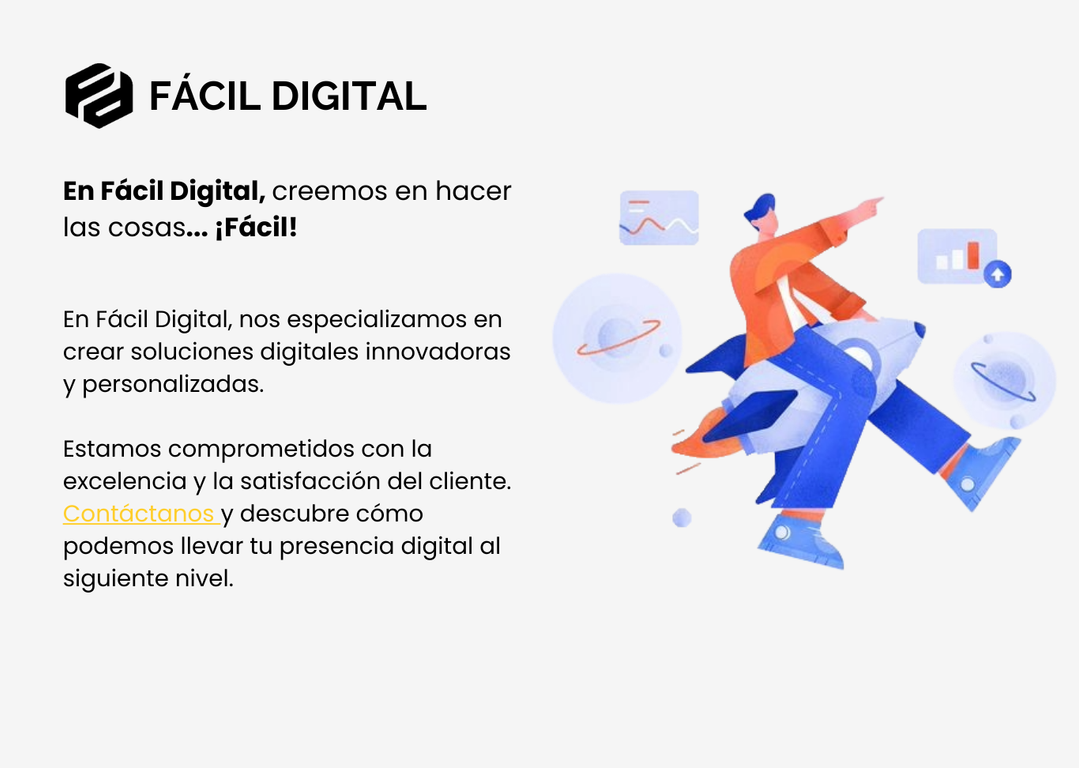 FÁCIL DIGITAL
En Fácil Digital, creemos en hacer
las cosas... ¡Fácil!
En Fácil Digital, nos especializamos en
crear soluciones digitales innovadoras
y personalizadas.
Estamos comprometidos con la
excelencia y la satisfacción del cliente.
Contáctanos y descubre cómo
podemos llevar tu presencia digital al
siguiente nivel.